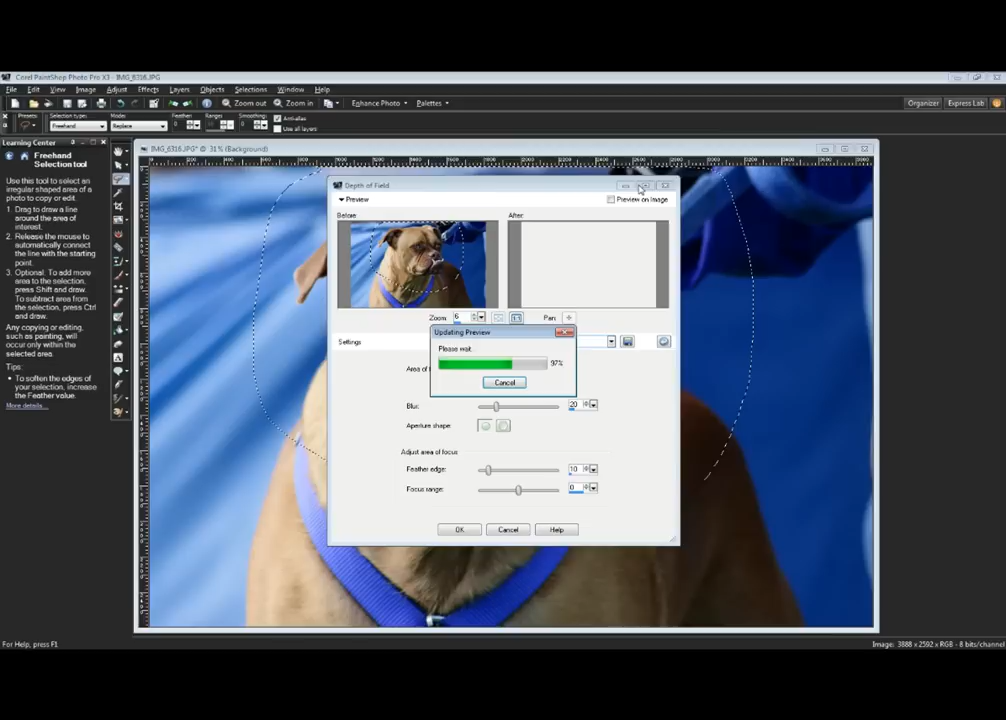 Corel PaintShop Photo Pro X3 - IMG_6316.JPG
File Edit View Image Adjust Effects Layers Objects Selections Window Help
Zoom out Zoom in Enhance Photo Palettes Organizer Express Lab
Presets: Selection types: Mode: Feather: Ranges Smoothing: Anti-alias
Freehand Replace 0 0 Use all layers
Learning Center
IMG_6316.JPG* @ 31% (Background)
Freehand
Selection tool
Use this tool to select an
irregular shaped area of a
photo to copy or edit.
1. Drag to draw a line
around the area of
interest.
2. Release the mouse to
automatically connect
the line with the starting
point.
3. Optional: To add more
area to the selection,
press Shift and draw.
To subtract area from
the selection, press Ctrl
and draw.
Any copying or editing,
such as painting, will
occur only within the
selected area.
Tips:
• To soften the edges of
your selection, increase
the Feather value.
More details...
Depth of Field
Preview
Preview on Image
Before: After:
Zoom: 6 Pan:
Updating Preview
Settings
Please wait.
97%
Area of
Cancel
Blur: 20
Aperture shape:
Adjust area of focus
Feather edge: 10
Focus range: 0
OK Cancel Help
For Help, press F1
Image: 3888 x 2592 x RGB - 8 bits/channel